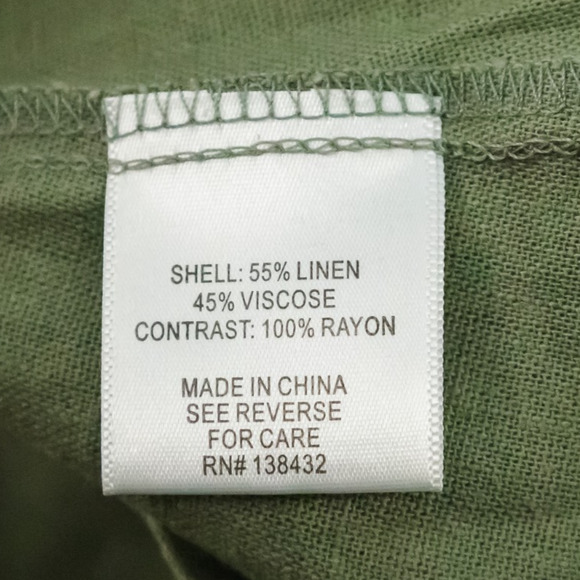 SHELL: 55% LINEN
45% VISCOSE
CONTRAST: 100% RAYON
MADE IN CHINA
SEE REVERSE
FOR CARE
RN# 138432